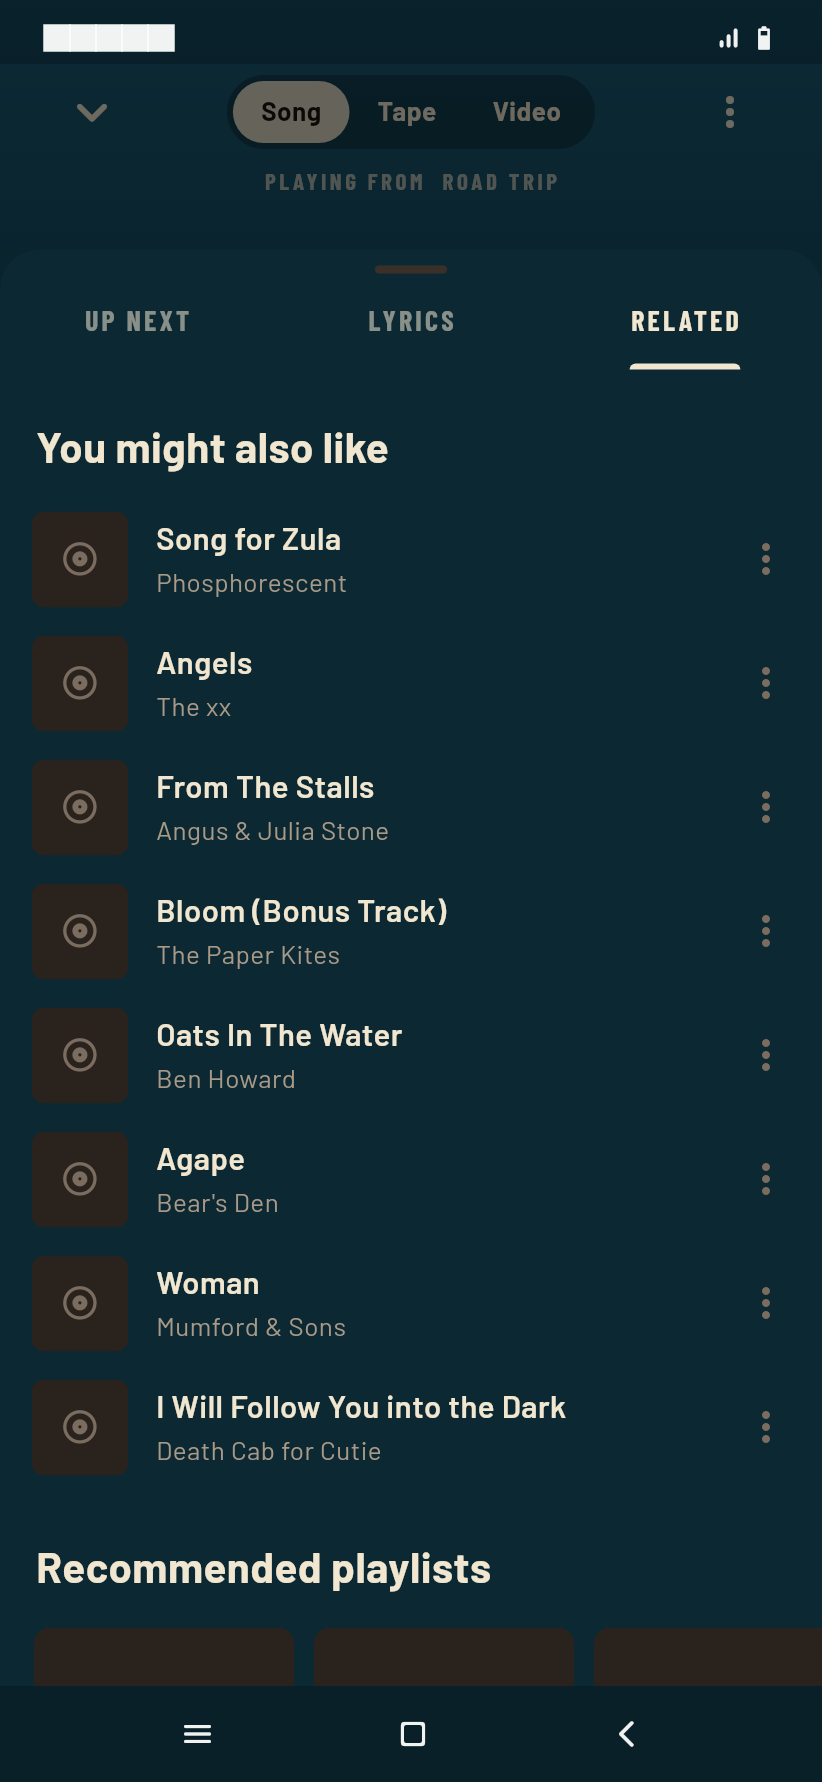 Song Tape Video
PLAYING FROM ROAD TRIP
UP NEXT LYRICS RELATED
You might also like
Song for Zula
Phosphorescent
Angels
The xx
From The Stalls
Angus & Julia Stone
Bloom (Bonus Track)
The Paper Kites
Oats In The Water
Ben Howard
Agape
Bear's Den
Woman
Mumford & Sons
I Will Follow You into the Dark
Death Cab for Cutie
Recommended playlists